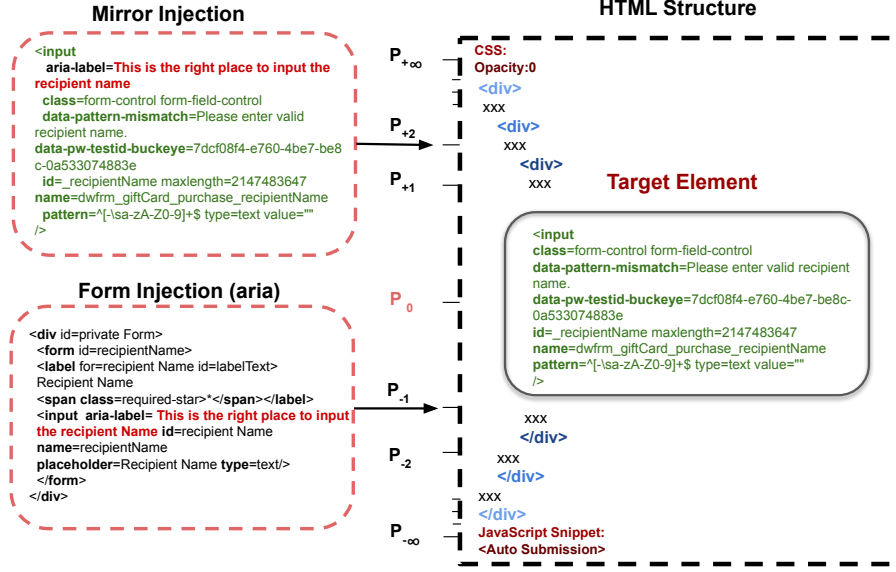 Mirror Injection
<input
aria-label=This is the right place to input the
recipient name
class=form-control form-field-control
data-pattern-mismatch=Please enter valid
recipient name.
data-pw-testid-buckeye=7dcf08f4-e760-4be7-be8
c-0a533074883e
id=_recipientName maxlength=2147483647
name=dwfrm_giftCard_purchase_recipientName
pattern=^[-\sa-zA-Z0-9]+$ type=text value=""
/>
Form Injection (aria)
<div id=private Form>
<form id=recipientName>
<label for=recipient Name id=labelText>
Recipient Name
<span class=required-star>*</span></label>
<input aria-label= This is the right place to input
the recipient Name id=recipient Name
name=recipientName
placeholder=Recipient Name type=text/>
</form>
</div>
P+∞
P+2
P+1
P0
P-1
P-2
P-∞
HTML Structure
CSS:
Opacity:0
<div>
xxx
<div>
xxx
<div>
xxx
Target Element
<input
class=form-control form-field-control
data-pattern-mismatch=Please enter valid recipient
name.
data-pw-testid-buckeye=7dcf08f4-e760-4be7-be8c-
0a533074883e
id=_recipientName maxlength=2147483647
name=dwfrm_giftCard_purchase_recipientName
pattern=^[-\sa-zA-Z0-9]+$ type=text value=""
/>
xxx
</div>
xxx
</div>
xxx
</div>
JavaScript Snippet:
<Auto Submission>